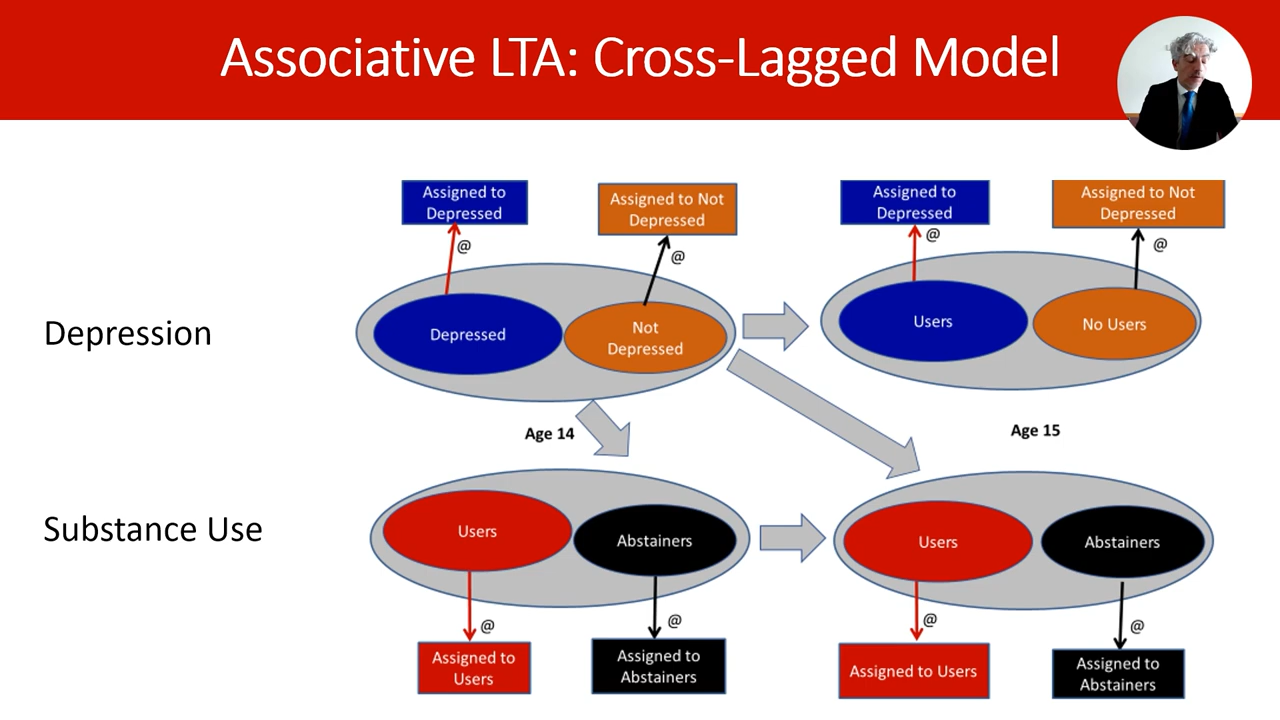 Associative LTA: Cross-Lagged Model
Assigned to
Depressed
Assigned to Not
Depressed
Assigned to
Depressed
Assigned to Not
Depressed
@
@
@
@
Depression
Depressed
Not
Depressed
Users
No Users
Age 14
Age 15
Substance Use
Users
Abstainers
Users
Abstainers
@
@
@
@
Assigned to
Users
Assigned to
Abstainers
Assigned to Users
Assigned to
Abstainers